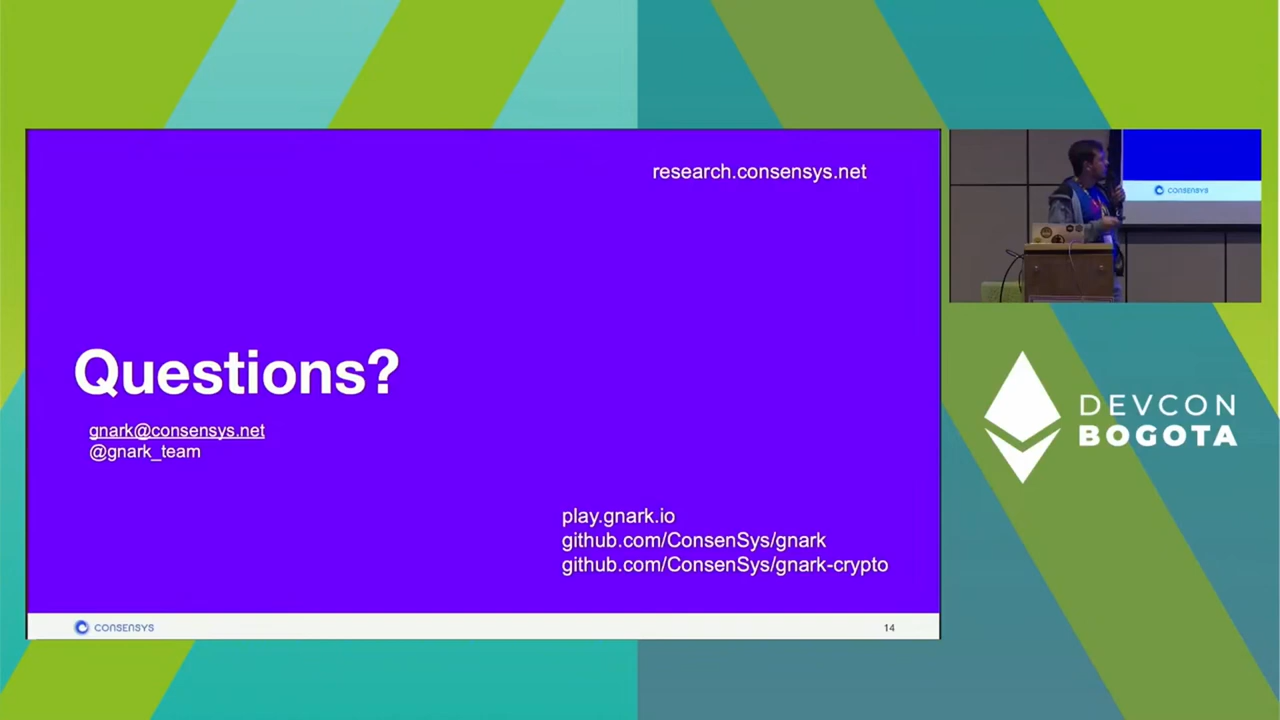 research.consensys.net
Questions?
gnark@consensys.net
@gnark_team
play.gnark.io
github.com/ConsenSys/gnark
github.com/ConsenSys/gnark-crypto
CONSENSYS
14
CONSENSYS
DEVCON
BOGOTA